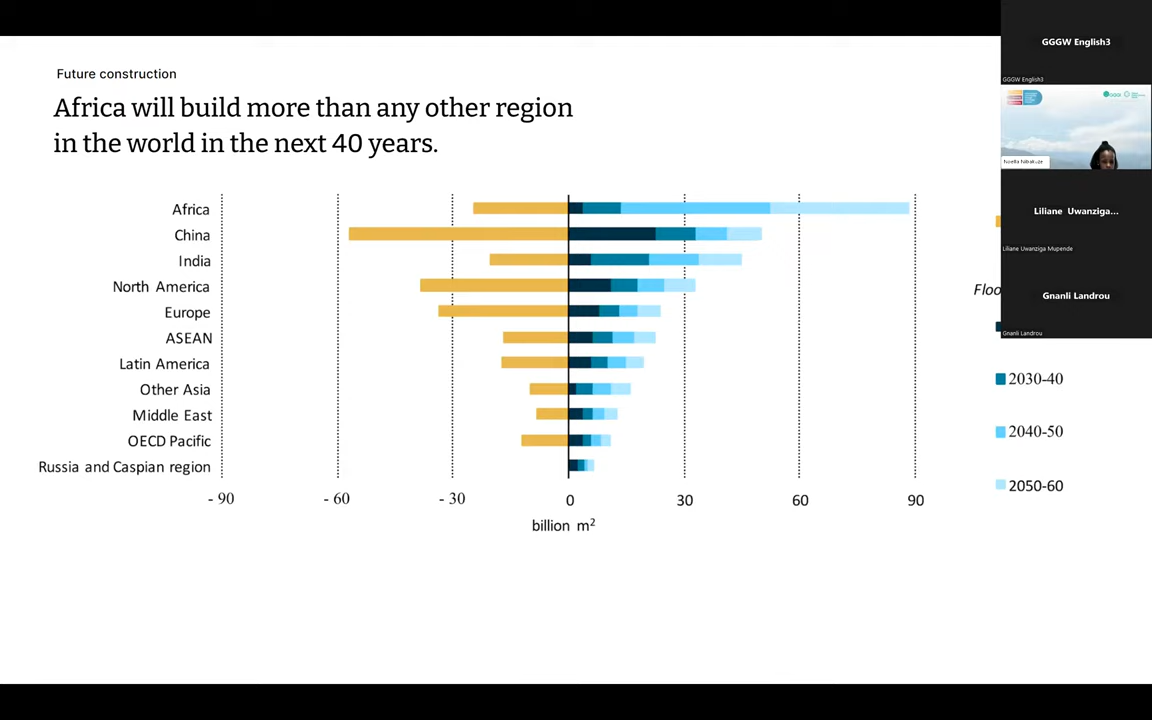 Future construction
Africa will build more than any other region
in the world in the next 40 years.
Africa
China
India
North America
Europe
ASEAN
Latin America
Other Asia
Middle East
OECD Pacific
Russia and Caspian region
- 90
- 60
- 30
0
30
60
90
billion m²
Floo
2030-40
2040-50
2050-60
GGGW English3
GGGW English3
Liliane Uwanziga...
Liliane Uwanziga Mupende
Gnanli Landrou
Gnanli Landrou